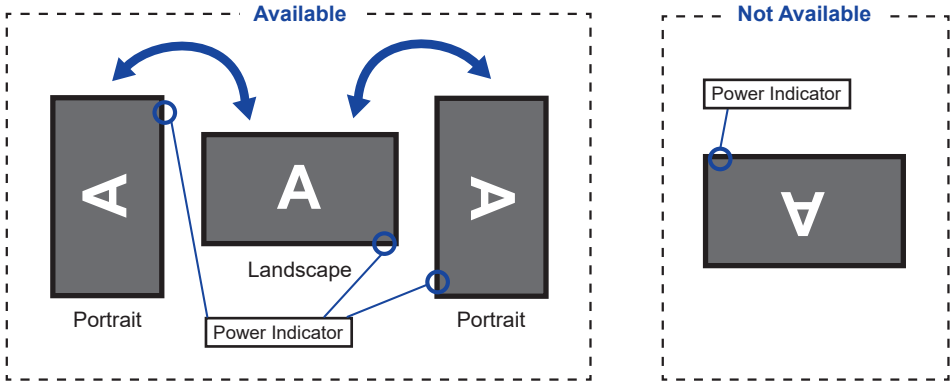 Available
Not Available
Power Indicator
A
A
A
A
Landscape
Portrait
Portrait
Power Indicator